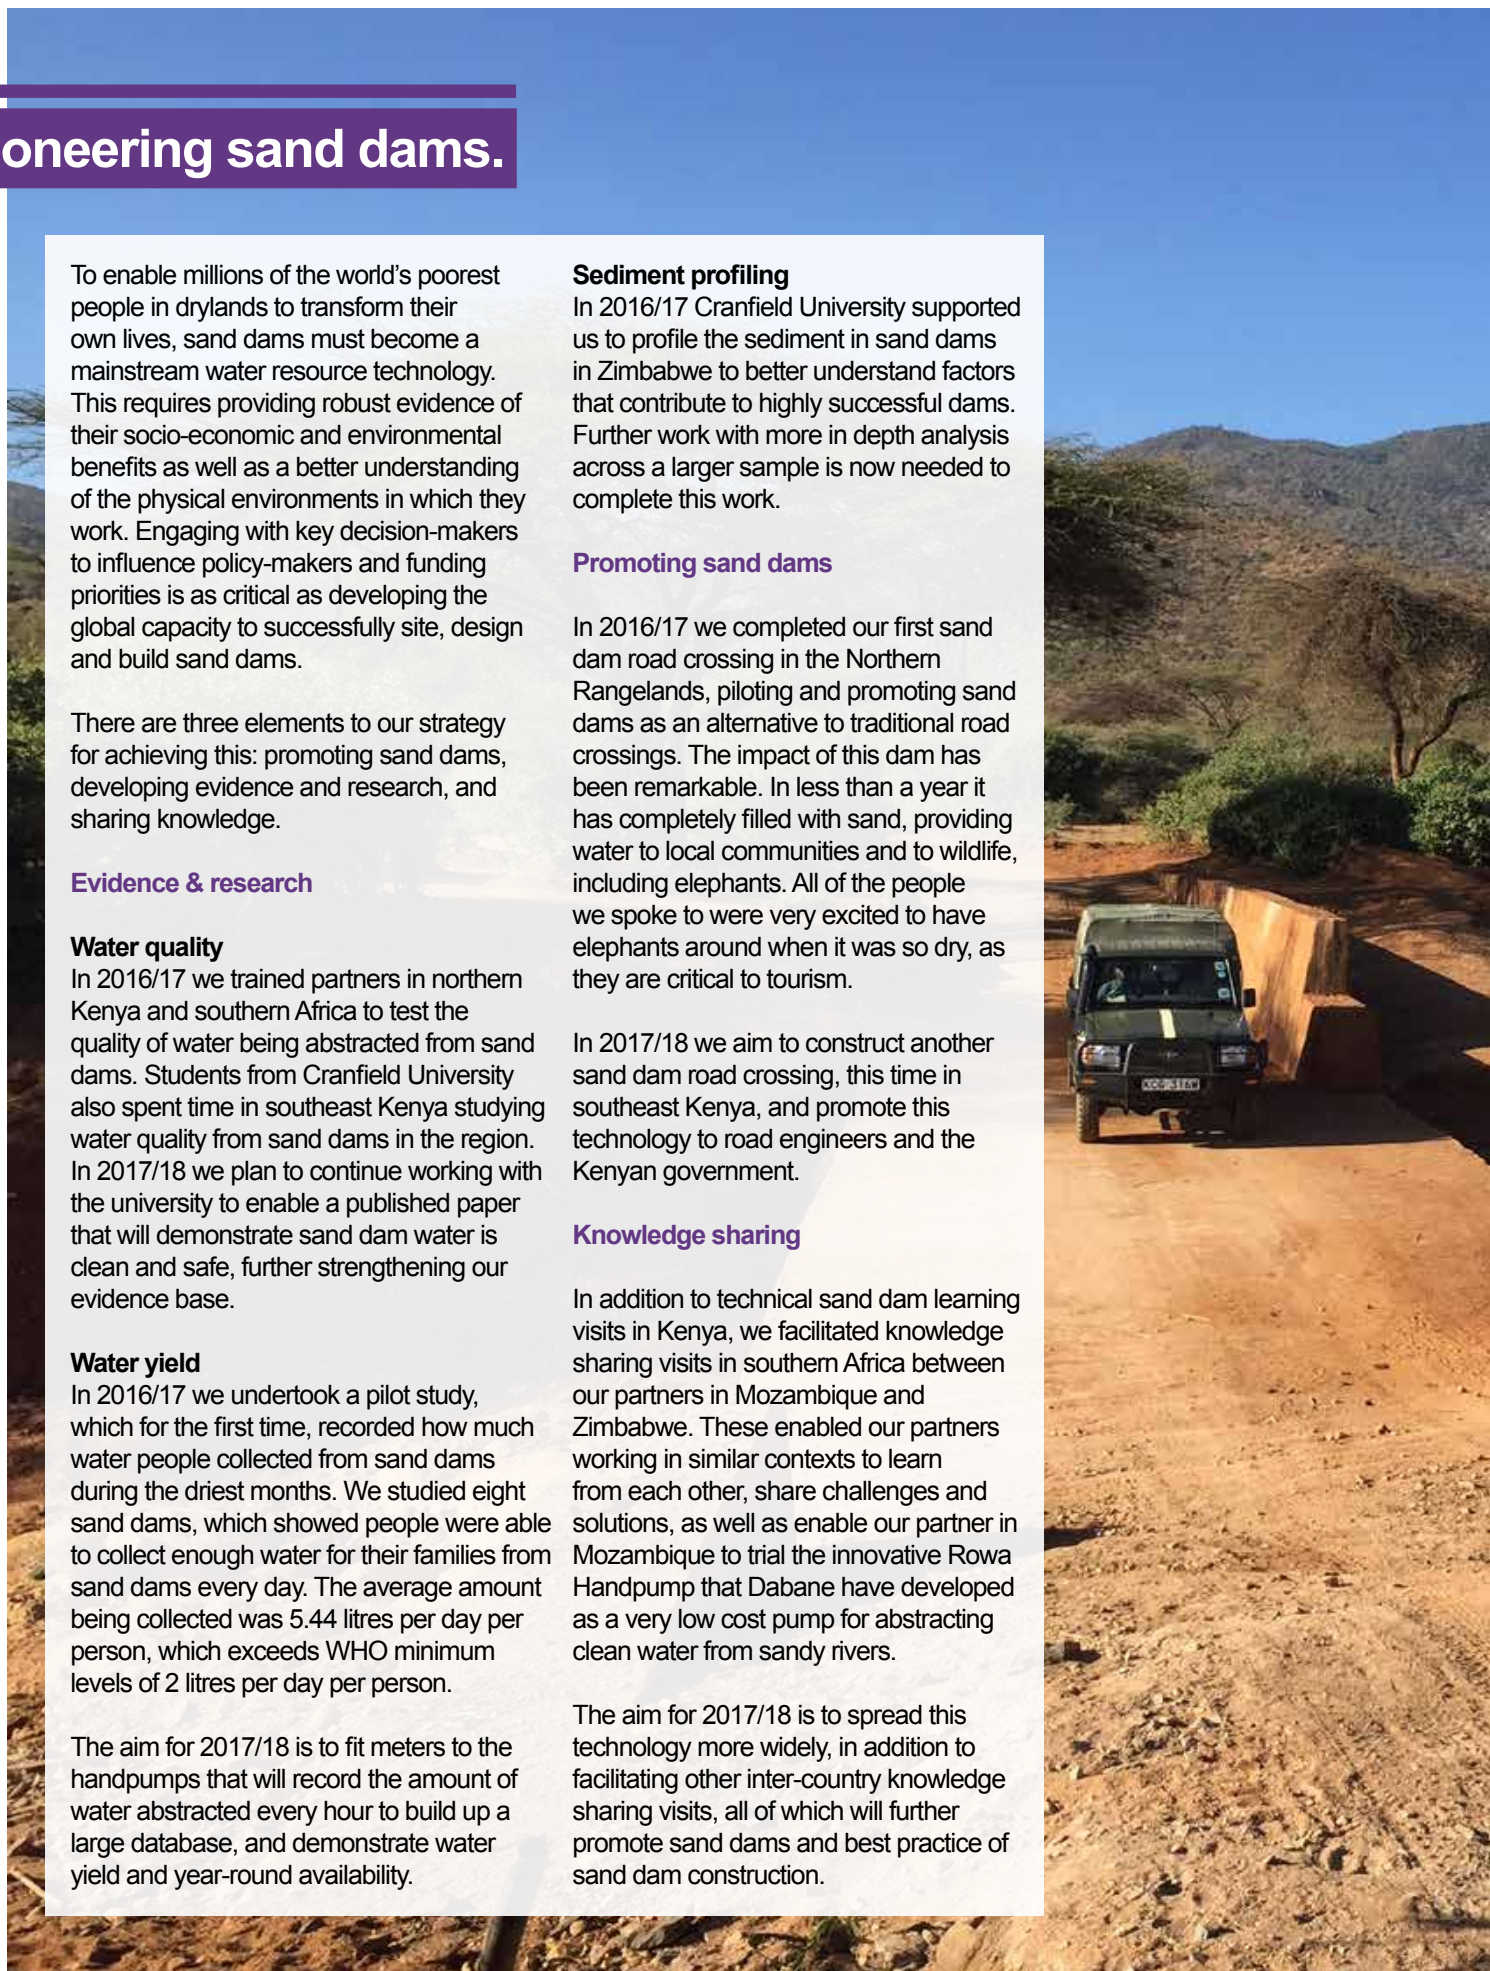 oneering sand dams.
To enable millions of the world's poorest
people in drylands to transform their
own lives, sand dams must become a
mainstream water resource technology.
This requires providing robust evidence of
their socio-economic and environmental
benefits as well as a better understanding
of the physical environments in which they
work. Engaging with key decision-makers
to influence policy-makers and funding
priorities is as critical as developing the
global capacity to successfully site, design
and build sand dams.
There are three elements to our strategy
for achieving this: promoting sand dams,
developing evidence and research, and
sharing knowledge.
Evidence & research
Water quality
In 2016/17 we trained partners in northern
Kenya and southern Africa to test the
quality of water being abstracted from sand
dams. Students from Cranfield University
also spent time in southeast Kenya studying
water quality from sand dams in the region.
In 2017/18 we plan to continue working with
the university to enable a published paper
that will demonstrate sand dam water is
clean and safe, further strengthening our
evidence base.
Water yield
In 2016/17 we undertook a pilot study,
which for the first time, recorded how much
water people collected from sand dams
during the driest months. We studied eight
sand dams, which showed people were able
to collect enough water for their families from
sand dams every day. The average amount
being collected was 5.44 litres per day per
person, which exceeds WHO minimum
levels of 2 litres per day per person.
The aim for 2017/18 is to fit meters to the
handpumps that will record the amount of
water abstracted every hour to build up a
large database, and demonstrate water
yield and year-round availability.
Sediment profiling
In 2016/17 Cranfield University supported
us to profile the sediment in sand dams
in Zimbabwe to better understand factors
that contribute to highly successful dams.
Further work with more in depth analysis
across a larger sample is now needed to
complete this work.
Promoting sand dams
In 2016/17 we completed our first sand
dam road crossing in the Northern
Rangelands, piloting and promoting sand
dams as an alternative to traditional road
crossings. The impact of this dam has
been remarkable. In less than a year it
has completely filled with sand, providing
water to local communities and to wildlife,
including elephants. All of the people
we spoke to were very excited to have
elephants around when it was so dry, as
they are critical to tourism.
In 2017/18 we aim to construct another
sand dam road crossing, this time in
southeast Kenya, and promote this
technology to road engineers and the
Kenyan government.
Knowledge sharing
In addition to technical sand dam learning
visits in Kenya, we facilitated knowledge
sharing visits in southern Africa between
our partners in Mozambique and
Zimbabwe. These enabled our partners
working in similar contexts to learn
from each other, share challenges and
solutions, as well as enable our partner in
Mozambique to trial the innovative Rowa
Handpump that Dabane have developed
as a very low cost pump for abstracting
clean water from sandy rivers.
The aim for 2017/18 is to spread this
technology more widely, in addition to
facilitating other inter-country knowledge
sharing visits, all of which will further
promote sand dams and best practice of
sand dam construction.